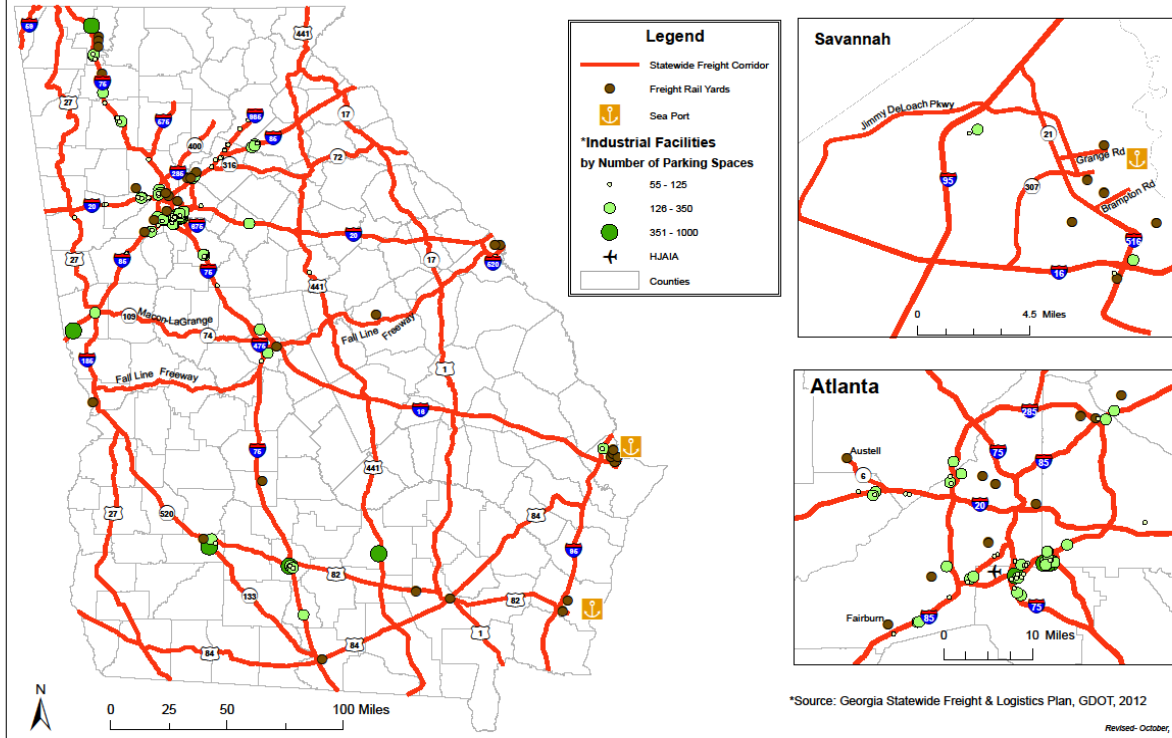 441
75
27
17
575
985
400
85
316
72
285
20
675
20
27
17
520
85
75
441
109
Macon-LaGrange
74
475
Fall Line Freeway
185
Fall Line Freeway
1
16
75
441
27
520
84
95
82
133
82
84
84
1
N
0 25 50 100 Miles
Legend
Statewide Freight Corridor
Freight Rail Yards
Sea Port
*Industrial Facilities
by Number of Parking Spaces
55 - 125
126 - 350
351 - 1000
HJAIA
Counties
Savannah
Jimmy DeLoach Pkwy
21
Grange Rd
95
307
Brampton Rd
516
16
0 4.5 Miles
Atlanta
285
Austell
75
85
6
20
Fairburn
85
75
0 10 Miles
*Source: Georgia Statewide Freight & Logistics Plan, GDOT, 2012
Revised- October,